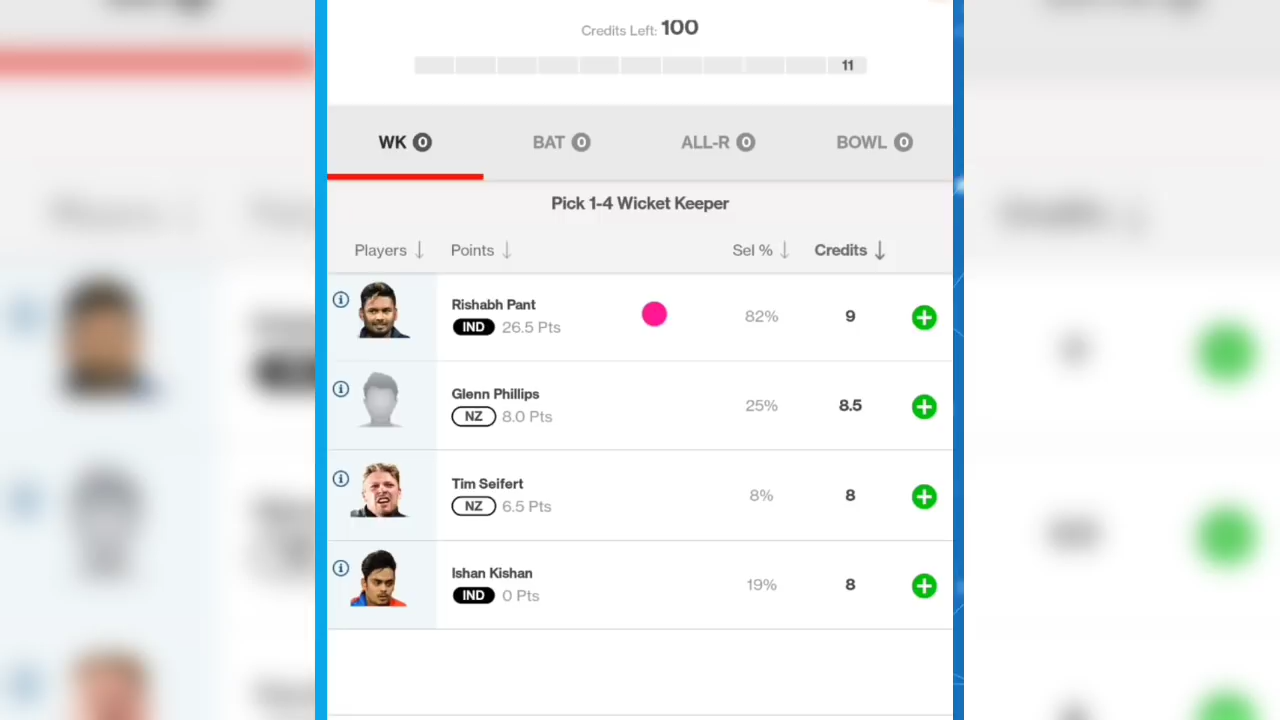 Credits Left: 100
11
WK 0 BAT 0 ALL-R 0 BOWL 0
Pick 1-4 Wicket Keeper
Players ↓ Points ↓ Sel % ↓ Credits ↓
Rishabh Pant
IND 26.5 Pts 82% 9
Glenn Phillips
NZ 8.0 Pts 25% 8.5
Tim Seifert
NZ 6.5 Pts 8% 8
Ishan Kishan
IND 0 Pts 19% 8